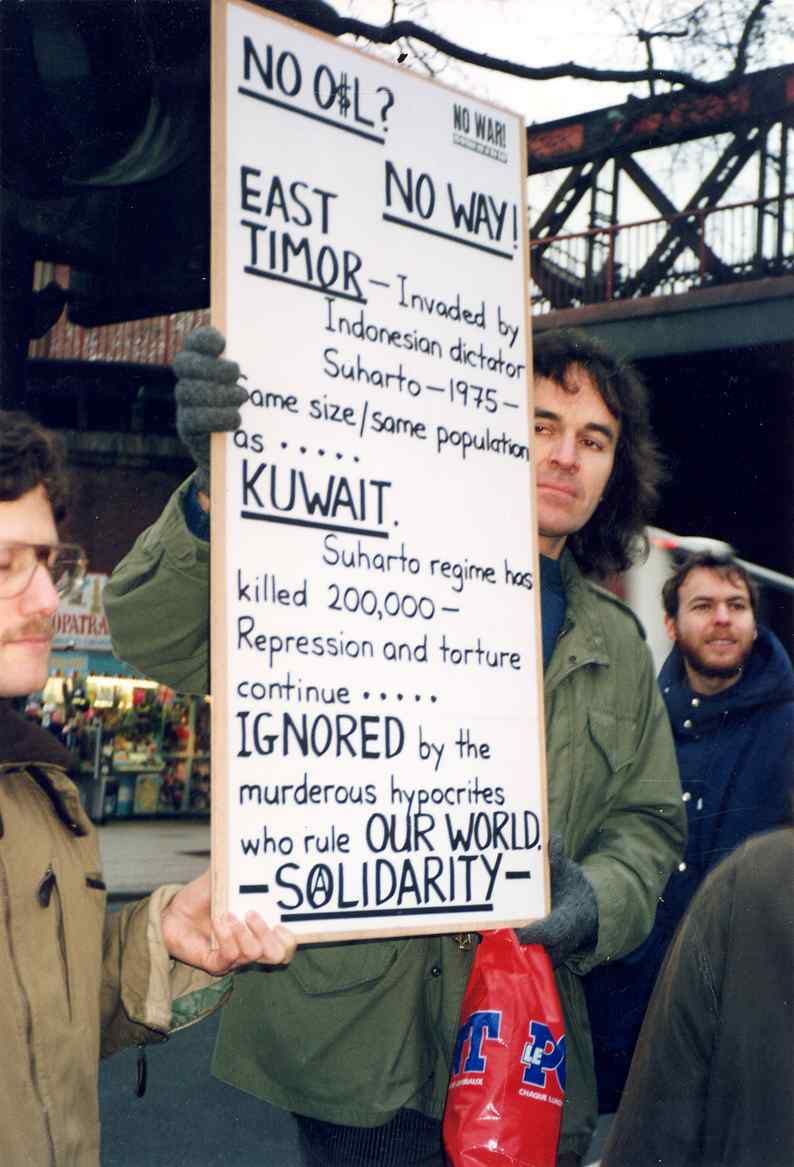 NO O$L?
NO WAR!
NO WAY!
EAST
TIMOR – Invaded by
Indonesian dictator
Suharto – 1975 –
Same size/same population
as .....
KUWAIT.
Suharto regime has
killed 200,000 –
Repression and torture
continue .....
IGNORED by the
murderous hypocrites
who rule OUR WORLD.
– SOLIDARITY –
OPATRA
LE
CHAQUE LUN